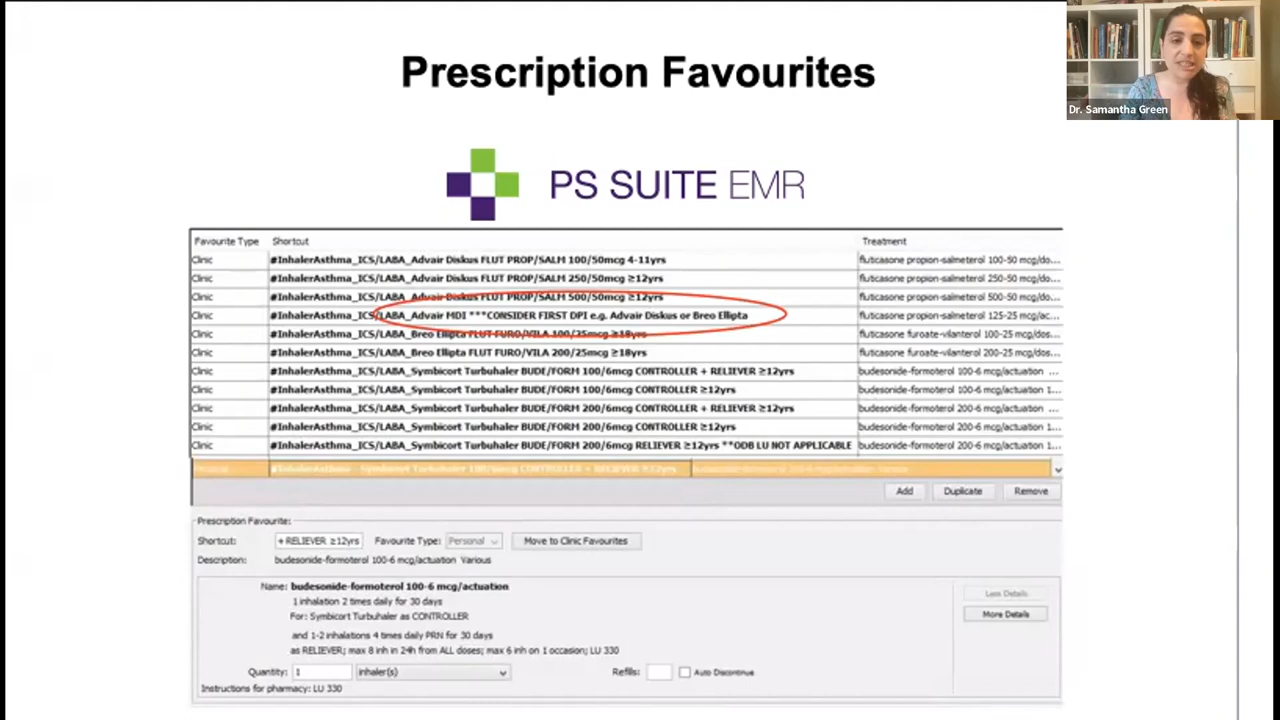 Prescription Favourites
Dr. Samantha Green
PS SUITE EMR
Favourite Type Shortcut Treatment
Clinic #InhalerAsthma_ICS/LABA_Advair Diskus FLUT PROP/SALM 100/50mcg 4-11yrs fluticasone propion-salmeterol 100-50 mcg/do...
Clinic #InhalerAsthma_ICS/LABA_Advair Diskus FLUT PROP/SALM 250/50mcg ≥12yrs fluticasone propion-salmeterol 250-50 mcg/do...
Clinic #InhalerAsthma_ICS/LABA_Advair Diskus FLUT PROP/SALM 500/50mcg ≥12yrs fluticasone propion-salmeterol 500-50 mcg/do...
Clinic #InhalerAsthma_ICS/LABA_Advair MDI ***CONSIDER FIRST DPI e.g. Advair Diskus or Breo Ellipta fluticasone propion-salmeterol 125-25 mcg/ac...
Clinic #InhalerAsthma_ICS/LABA_Breo Ellipta FLUT FURO/VILA 100/25mcg ≥18yrs fluticasone furoate-vilanterol 100-25 mcg/dos...
Clinic #InhalerAsthma_ICS/LABA_Breo Ellipta FLUT FURO/VILA 200/25mcg ≥18yrs fluticasone furoate-vilanterol 200-25 mcg/dos...
Clinic #InhalerAsthma_ICS/LABA_Symbicort Turbuhaler BUDE/FORM 100/6mcg CONTROLLER + RELIEVER ≥12yrs budesonide-formoterol 100-6 mcg/actuation ...
Clinic #InhalerAsthma_ICS/LABA_Symbicort Turbuhaler BUDE/FORM 100/6mcg CONTROLLER ≥12yrs budesonide-formoterol 100-6 mcg/actuation 1...
Clinic #InhalerAsthma_ICS/LABA_Symbicort Turbuhaler BUDE/FORM 200/6mcg CONTROLLER + RELIEVER ≥12yrs budesonide-formoterol 200-6 mcg/actuation ...
Clinic #InhalerAsthma_ICS/LABA_Symbicort Turbuhaler BUDE/FORM 200/6mcg CONTROLLER ≥12yrs budesonide-formoterol 200-6 mcg/actuation 1...
Clinic #InhalerAsthma_ICS/LABA_Symbicort Turbuhaler BUDE/FORM 200/6mcg RELIEVER ≥12yrs **ODB LU NOT APPLICABLE budesonide-formoterol 200-6 mcg/actuation 1...
Symbicort Turbuhaler 100/6mcg CONTROLLER + RELIEVER ≥12yrs
Add Duplicate Remove
Prescription Favourite:
Shortcut: + RELIEVER ≥12yrs Favourite Type: Personal Move to Clinic Favourites
Description: budesonide-formoterol 100-6 mcg/actuation Various
Name: budesonide-formoterol 100-6 mcg/actuation
1 inhalation 2 times daily for 30 days
For: Symbicort Turbuhaler as CONTROLLER
and 1-2 inhalations 4 times daily PRN for 30 days
as RELIEVER; max 8 inh in 24h from ALL doses; max 6 inh on 1 occasion; LU 330
Less Details
More Details
Quantity: 1 inhaler(s) Refills: Auto Discontinue
Instructions for pharmacy: LU 330